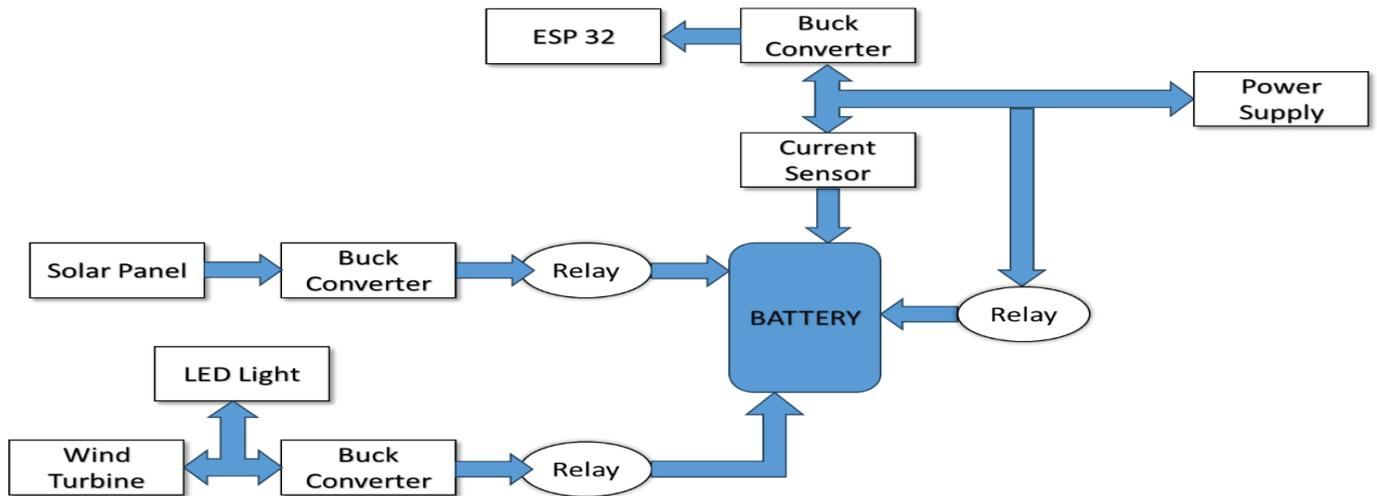 ESP 32
Buck
Converter
Power
Supply
Current
Sensor
Solar Panel
Buck
Converter
Relay
BATTERY
Relay
LED Light
Wind
Turbine
Buck
Converter
Relay